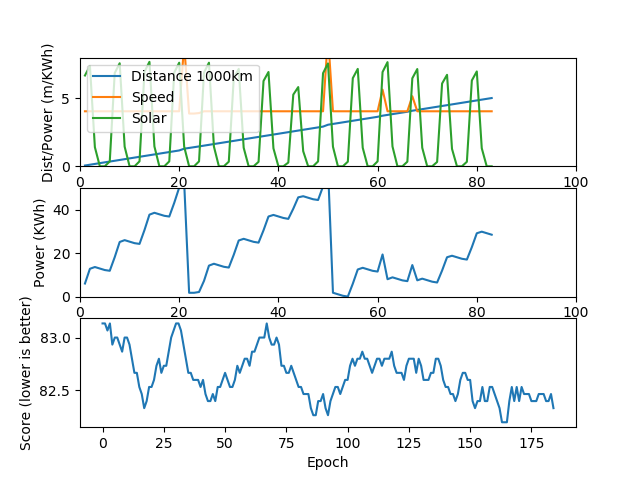 Dist/Power (m/KWh)
5
0
Distance 1000km
Speed
Solar
0 20 40 60 80 100
Power (KWh)
40
20
0
0 20 40 60 80 100
Score (lower is better)
83.0
82.5
0 25 50 75 100 125 150 175
Epoch